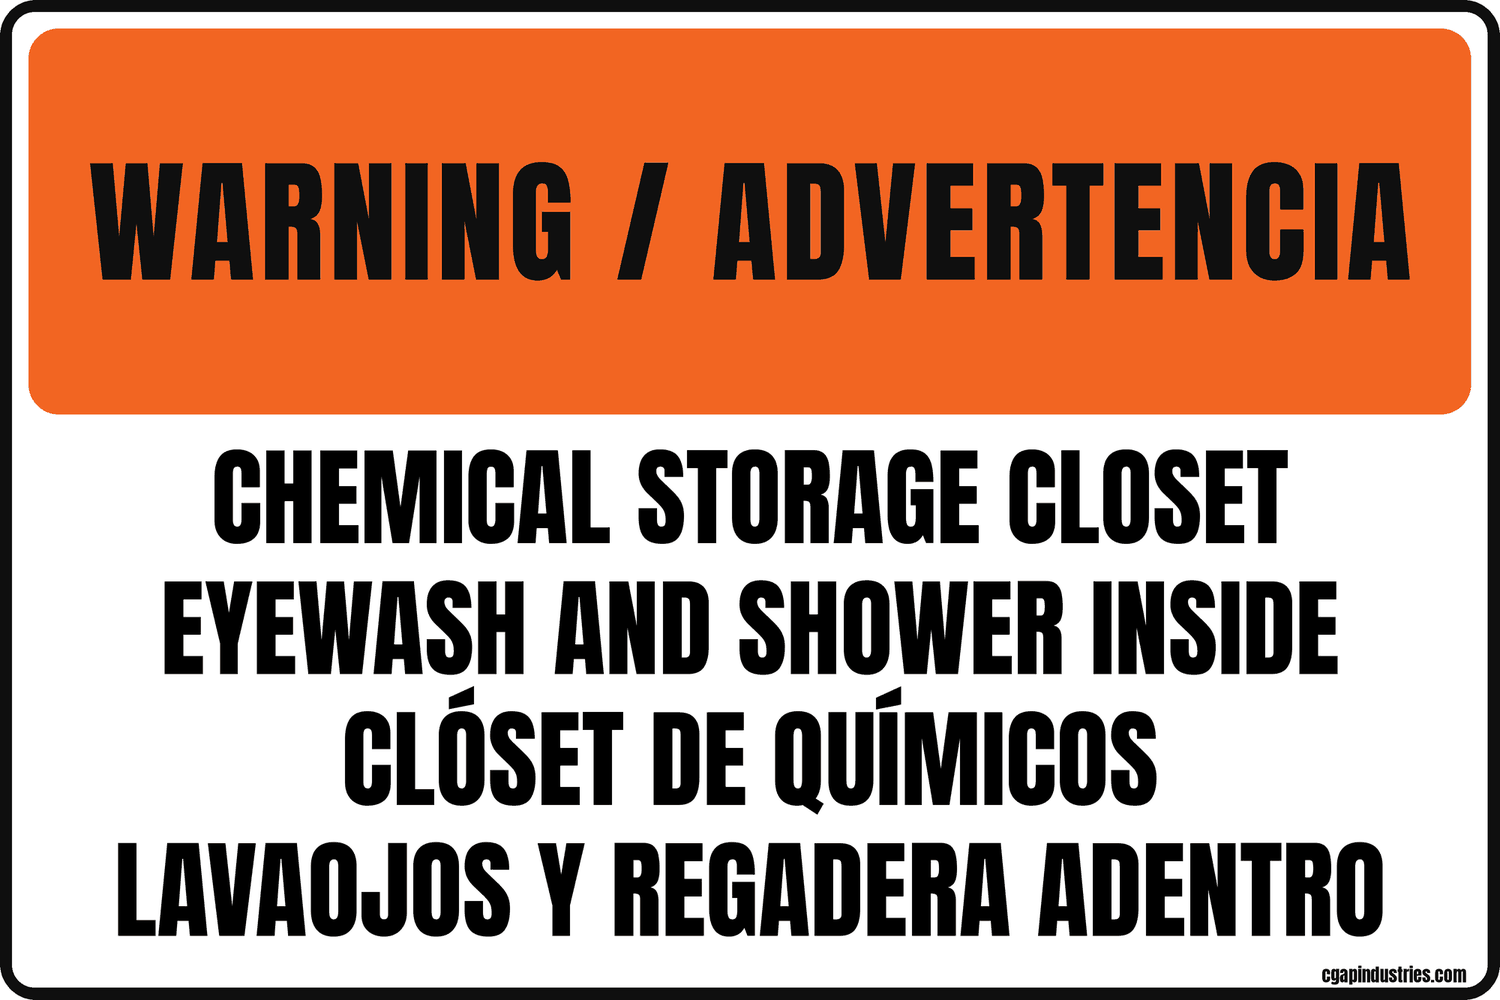 WARNING / ADVERTENCIA
CHEMICAL STORAGE CLOSET
EYEWASH AND SHOWER INSIDE
CLÓSET DE QUÍMICOS
LAVAOJOS Y REGADERA ADENTRO
cgapindustries.com